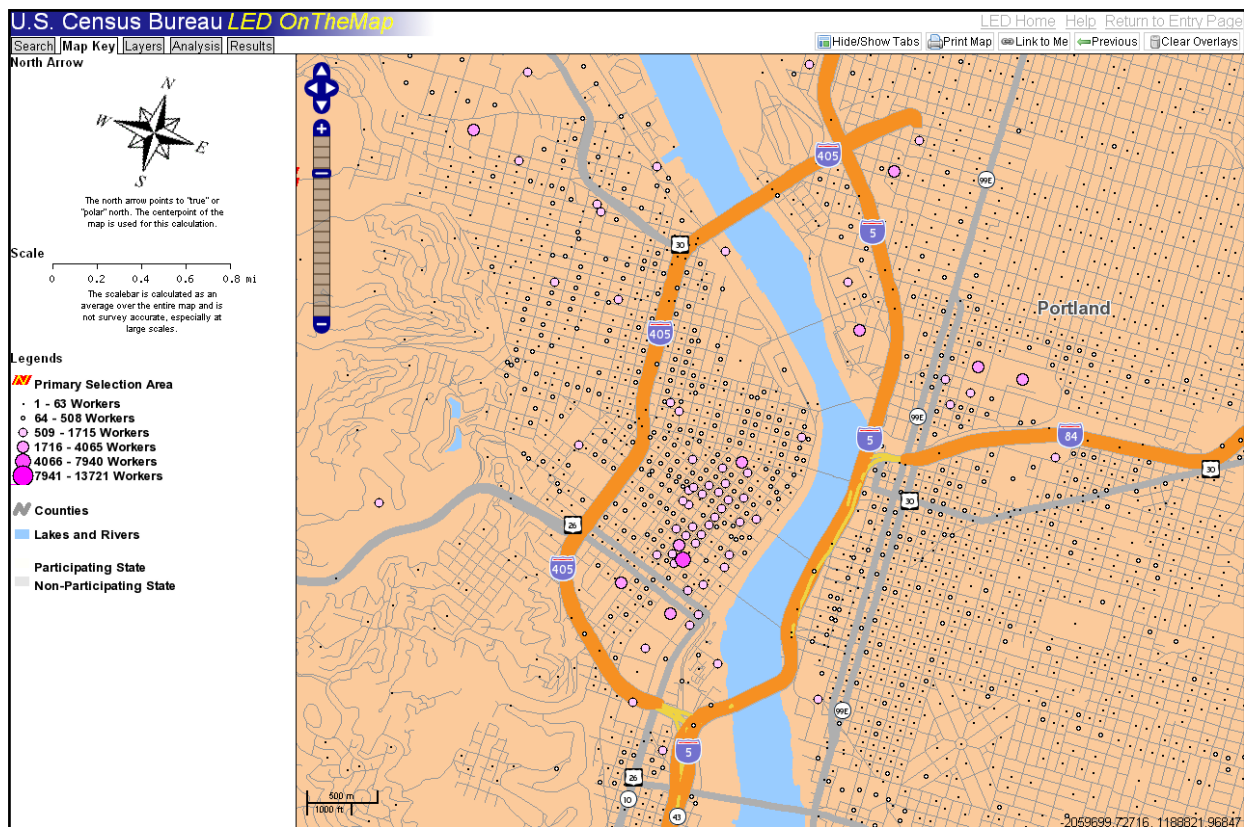 U.S. Census Bureau LED OnTheMap
LED Home Help Return to Entry Page
Search Map Key Layers Analysis Results
Hide/Show Tabs Print Map Link to Me Previous Clear Overlays
North Arrow
N
W
E
S
The north arrow points to "true" or
"polar" north. The centerpoint of the
map is used for this calculation.
Scale
0 0.2 0.4 0.6 0.8 mi
The scalebar is calculated as an
average over the entire map and is
not survey accurate, especially at
large scales.
Legends
Primary Selection Area
1 - 63 Workers
64 - 508 Workers
509 - 1715 Workers
1716 - 4065 Workers
4066 - 7940 Workers
7941 - 13721 Workers
Counties
Lakes and Rivers
Participating State
Non-Participating State
405
99E
5
30
Portland
405
99E
5
84
30
30
26
405
99E
5
26
10
43
500 m
1000 ft
-2059699.72716, 1188821.96847